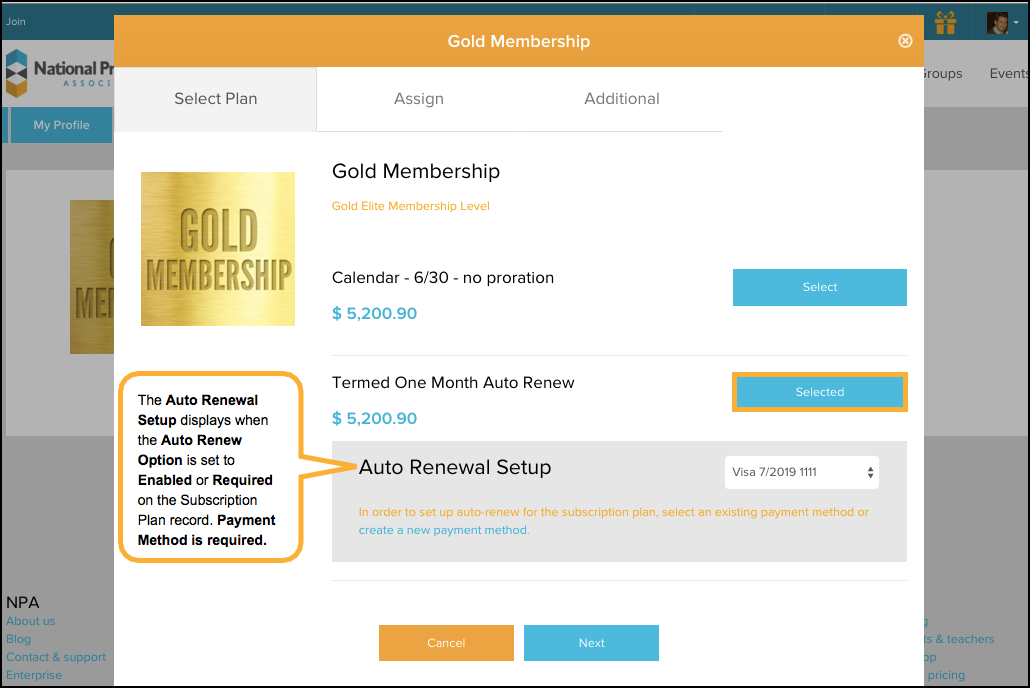 Join
Gold Membership
National Pr
ASSOCI
Groups
Events
My Profile
Select Plan
Assign
Additional
GOLD
MEMBERSHIP
Gold Membership
Gold Elite Membership Level
Calendar - 6/30 - no proration
$ 5,200.90
Select
Termed One Month Auto Renew
$ 5,200.90
Selected
The Auto Renewal
Setup displays when
the Auto Renew
Option is set to
Enabled or Required
on the Subscription
Plan record. Payment
Method is required.
Auto Renewal Setup
Visa 7/2019 1111
In order to set up auto-renew for the subscription plan, select an existing payment method or
create a new payment method.
Cancel
Next
NPA
About us
Blog
Contact & support
Enterprise
& teachers
pricing